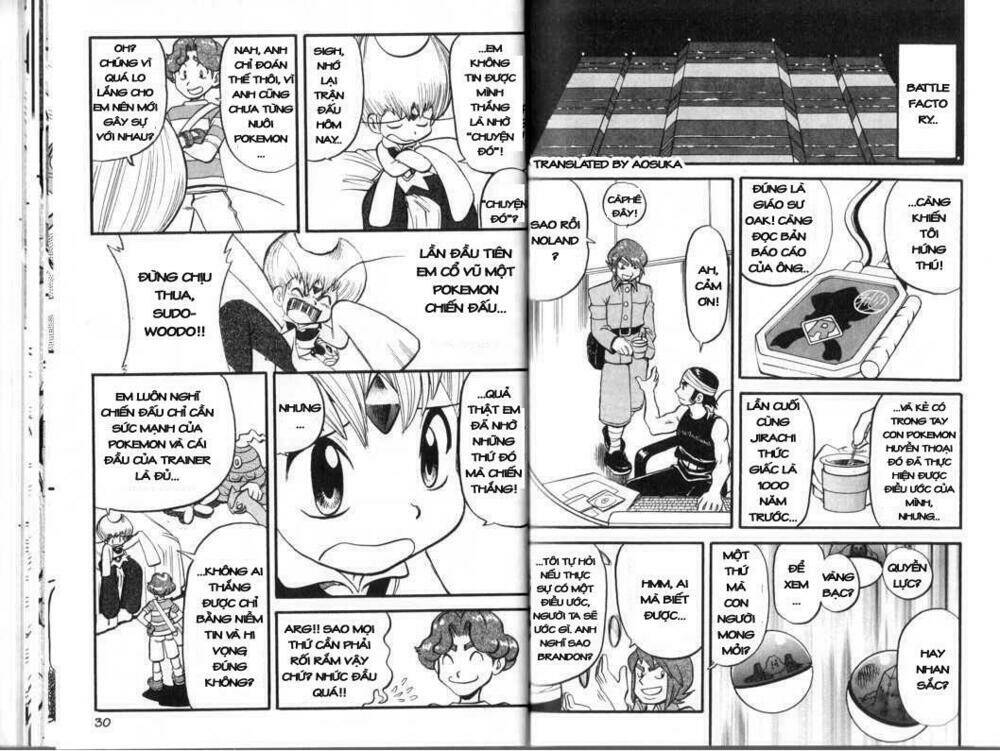 BATTLE
FACTO
RY..
TRANSLATED BY AOSUKA
...CÀNG
KHIẾN
TÔI
HỨNG
THÚ!
ĐÚNG LÀ
GIÁO SƯ
OAK! CÀNG
ĐỌC BẢN
BÁO CÁO
CỦA ÔNG..
CÀPHÊ
ĐÂY!
SAO RỒI
NOLAND
?
AH,
CẢM
ƠN!
...VÀ KẺ CÓ
TRONG TAY
CON POKEMON
HUYỀN THOẠI
ĐÓ ĐÃ THỰC
HIỆN ĐƯỢC
ĐIỀU ƯỚC CỦA
MÌNH,
NHƯNG..
LẦN CUỐI
CÙNG
JIRACHI
THỨC
GIẤC LÀ
1000
NĂM
TRƯỚC...
HMM, AI
MÀ BIẾT
ĐƯỢC...
...TÔI TỰ HỎI
NẾU THỰC
SỰ CÓ MỘT
ĐIỀU ƯỚC,
NGƯỜI TA SẼ
ƯỚC GÌ. ANH
NGHĨ SAO
BRANDON?
QUYỀN
LỰC?
VÀNG
BẠC?
ĐỂ
XEM
...
MỘT
THỨ
MÀ CON
NGƯỜI
MONG
MỎI?
HAY
NHAN
SẮC?
...EM
KHÔNG
TIN ĐƯỢC
MÌNH
THẮNG
LÀ NHỜ
"CHUYỆN
ĐÓ"!
"CHUYỆN
ĐÓ"?
SIGH,
NHỚ
LẠI
TRẬN
ĐẤU
HÔM
NAY..
NAH, ANH
CHỈ ĐOÁN
THẾ THÔI, VÌ
ANH CŨNG
CHƯA TỪNG
NUÔI
POKEMON
...
OH?
CHÚNG VÌ
QUÁ LO
LẮNG CHO
EM NÊN MỚI
GÂY SỰ
VỚI NHAU?
LẦN ĐẦU TIÊN
EM CỔ VŨ MỘT
POKEMON
CHIẾN ĐẤU...
ĐỪNG CHỊU
THUA,
SUDO-
WOODO!!
...QUẢ
THẬT EM
ĐÃ NHỜ
NHỮNG
THỨ ĐÓ
MÀ CHIẾN
THẮNG!
NHƯNG
...
EM LUÔN NGHĨ
CHIẾN ĐẤU CHỈ CẦN
SỨC MẠNH CỦA
POKEMON VÀ CÁI
ĐẦU CỦA TRAINER
LÀ ĐỦ...
...KHÔNG AI
THẮNG
ĐƯỢC CHỈ
BẰNG NIỀM
TIN VÀ HI
VỌNG
ĐÚNG
KHÔNG?
ARG!! SAO MỌI
THỨ CẦN PHẢI
RỐI RẮM VẬY
CHỨ? NHỨC ĐẦU
QUÁ!!
30